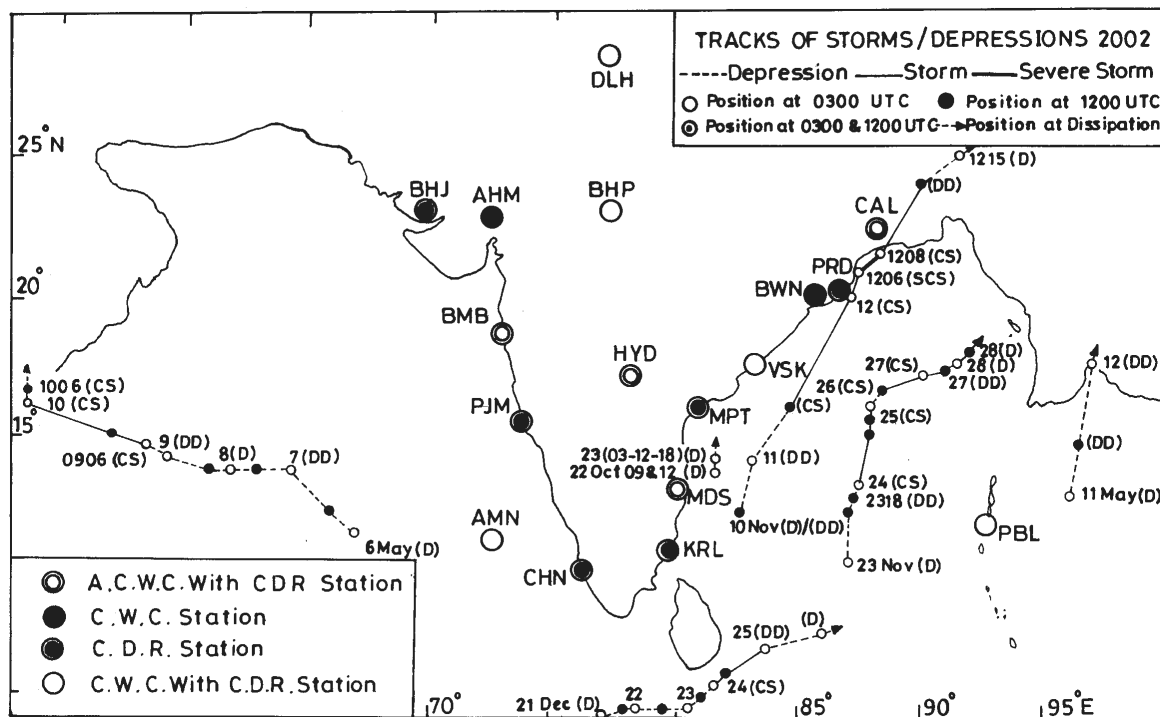 TRACKS OF STORMS/DEPRESSIONS 2002
Depression Storm Severe Storm
Position at 0300 UTC Position at 1200 UTC
Position at 0300 & 1200 UTC Position at Dissipation
DLH
25° N
1215 (D)
(DD)
BHJ
AHM
BHP
CAL
1208 (CS)
PRD
1206 (SCS)
BWN
12 (CS)
20°
BMB
HYD
VSK
27(CS)
28(D)
28(D)
27(DD)
12 (DD)
26 (CS)
1006 (CS)
10 (CS)
15°
PJM
MPT
(CS)
25(CS)
9 (DD)
8 (D)
7 (DD)
0906 (CS)
23(03-12-18)(D)
22 Oct 09 & 12 (D)
11 (DD)
(DD)
24 (CS)
2318 (DD)
11 May (D)
MDS
10 Nov (D)/(DD)
PBL
AMN
6 May (D)
KRL
CHN
23 Nov (D)
A.C.W.C. With CDR Station
C.W.C. Station
C.D.R. Station
C.W.C. With C.D.R. Station
25 (DD)
(D)
21 Dec (D)
22
23
24 (CS)
70°
85°
90°
95° E